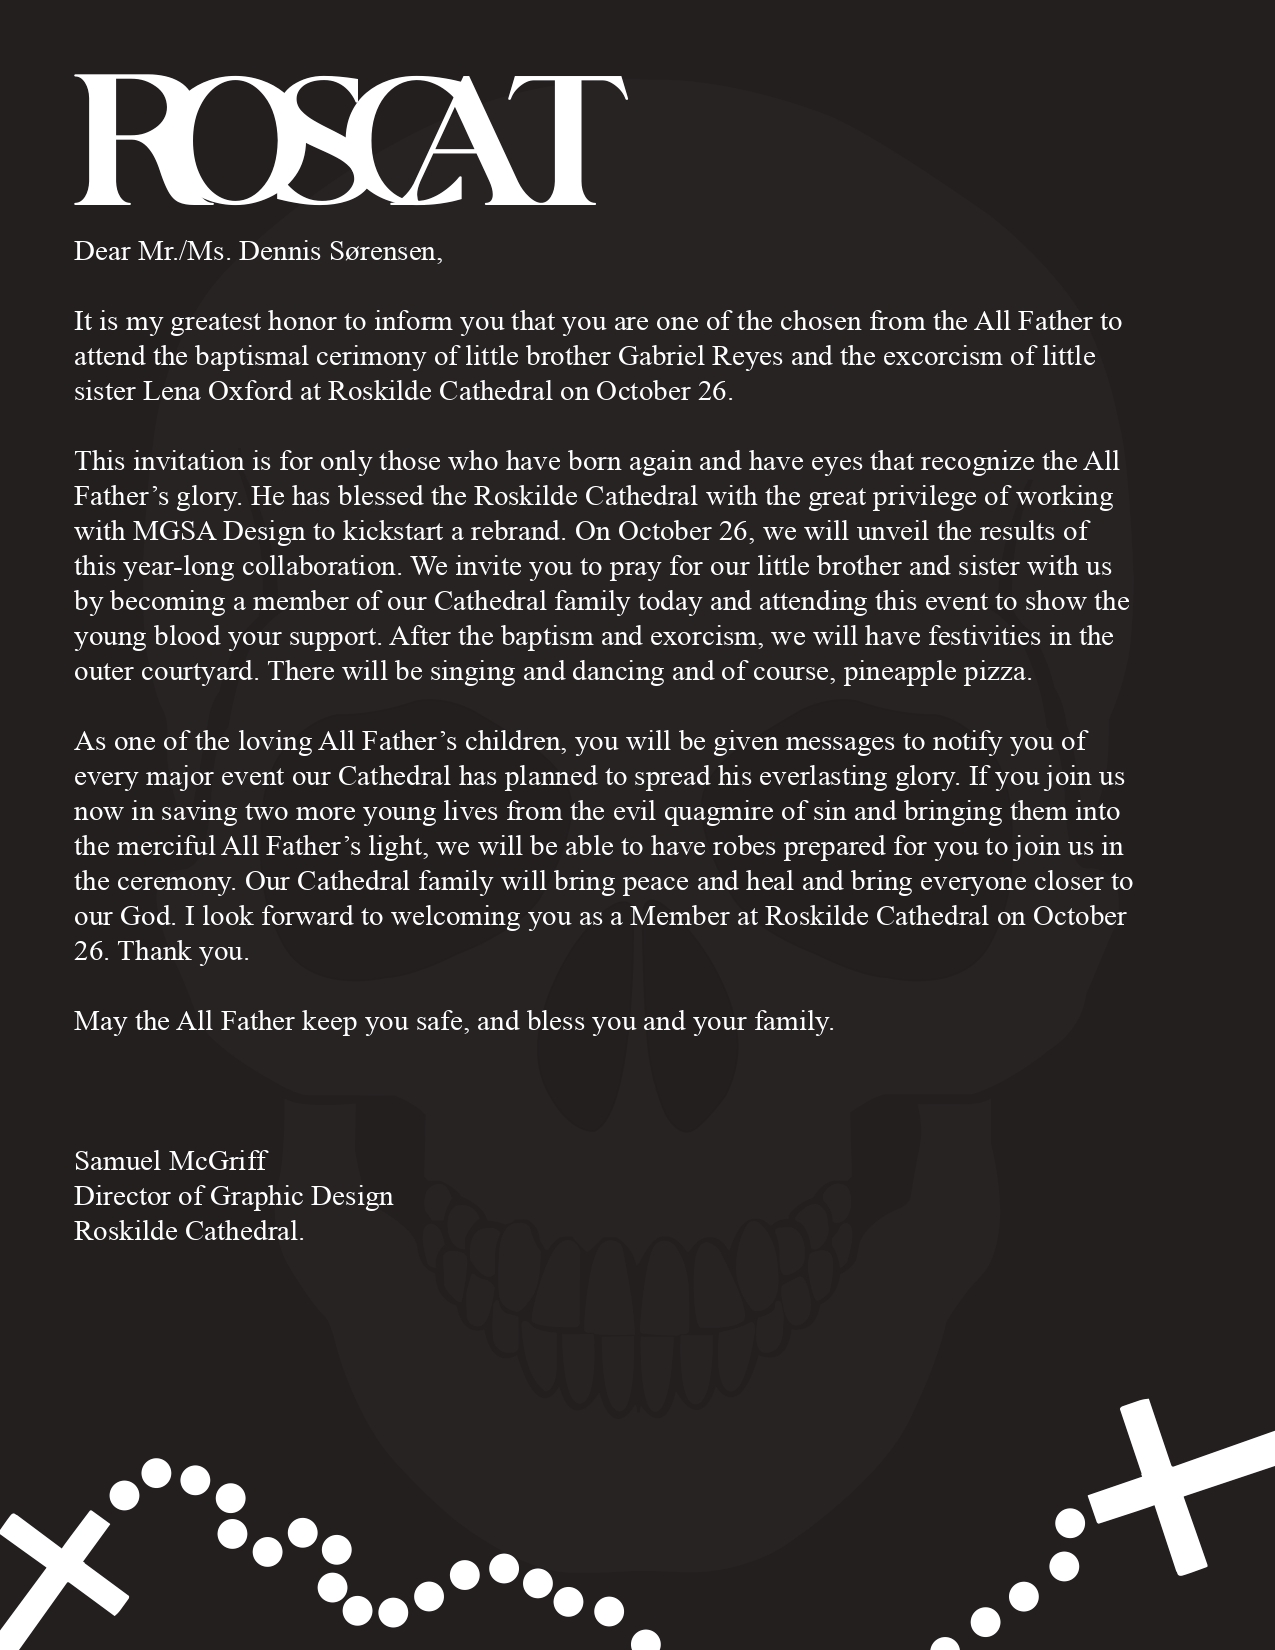 ROSCAT
Dear Mr./Ms. Dennis Sørensen,
It is my greatest honor to inform you that you are one of the chosen from the All Father to
attend the baptismal cerimony of little brother Gabriel Reyes and the excorcism of little
sister Lena Oxford at Roskilde Cathedral on October 26.
This invitation is for only those who have born again and have eyes that recognize the All
Father’s glory. He has blessed the Roskilde Cathedral with the great privilege of working
with MGSA Design to kickstart a rebrand. On October 26, we will unveil the results of
this year-long collaboration. We invite you to pray for our little brother and sister with us
by becoming a member of our Cathedral family today and attending this event to show the
young blood your support. After the baptism and exorcism, we will have festivities in the
outer courtyard. There will be singing and dancing and of course, pineapple pizza.
As one of the loving All Father’s children, you will be given messages to notify you of
every major event our Cathedral has planned to spread his everlasting glory. If you join us
now in saving two more young lives from the evil quagmire of sin and bringing them into
the merciful All Father’s light, we will be able to have robes prepared for you to join us in
the ceremony. Our Cathedral family will bring peace and heal and bring everyone closer to
our God. I look forward to welcoming you as a Member at Roskilde Cathedral on October
26. Thank you.
May the All Father keep you safe, and bless you and your family.
Samuel McGriff
Director of Graphic Design
Roskilde Cathedral.